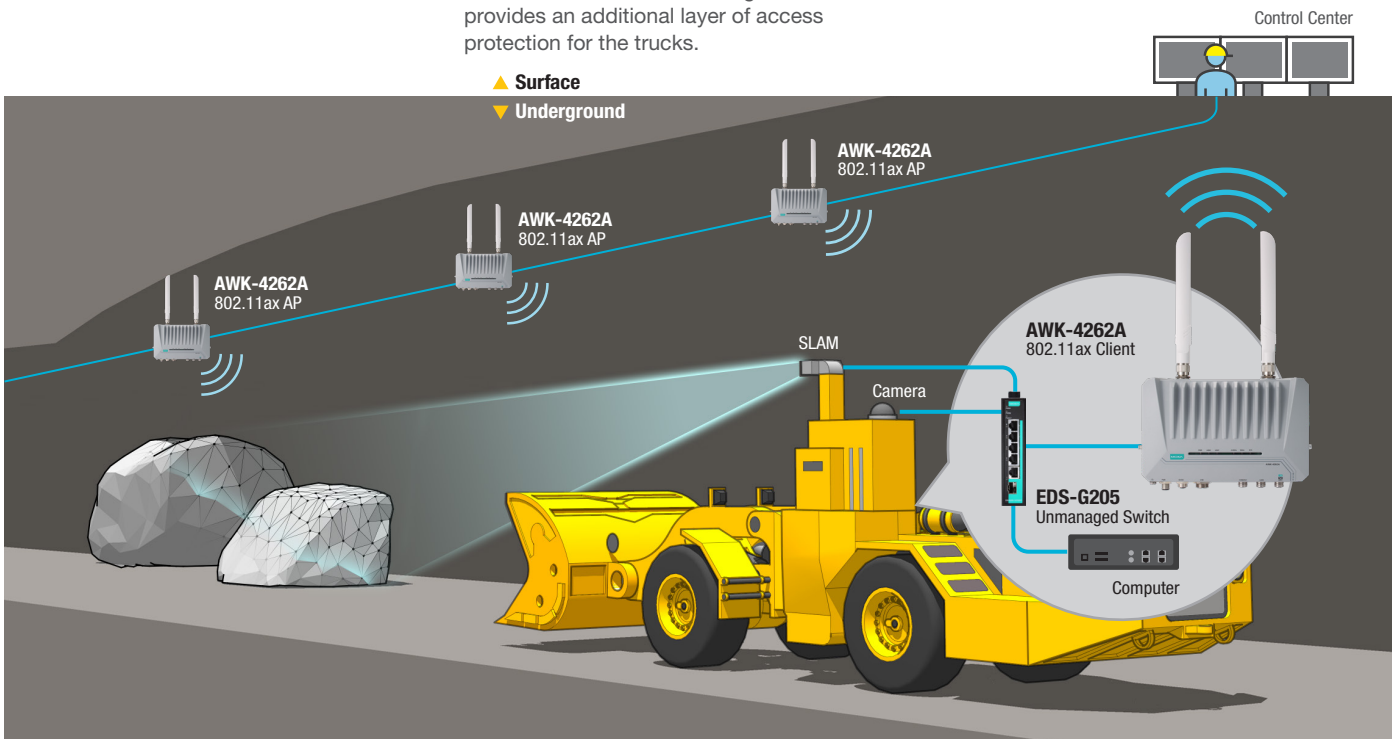 provides an additional layer of access
protection for the trucks.
▲ Surface
▼ Underground
Control Center
AWK-4262A
802.11ax AP
AWK-4262A
802.11ax AP
AWK-4262A
802.11ax AP
SLAM
Camera
AWK-4262A
802.11ax Client
EDS-G205
Unmanaged Switch
Computer